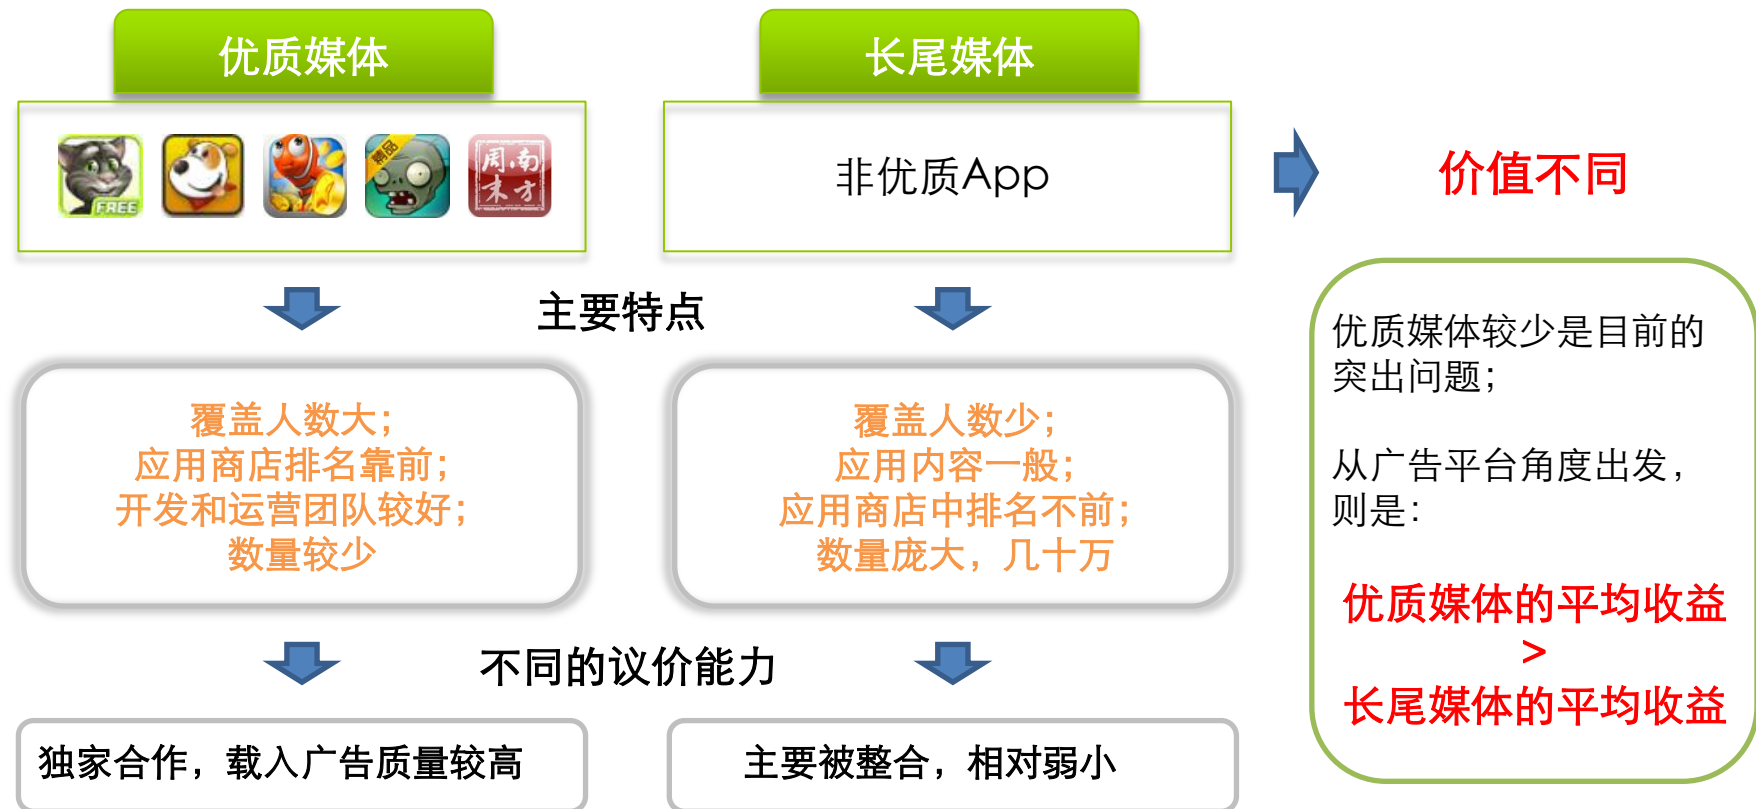 优质媒体
长尾媒体
FREE
精品
南方
周末
非优质App
价值不同
主要特点
覆盖人数大；
应用商店排名靠前；
开发和运营团队较好；
数量较少
覆盖人数少；
应用内容一般；
应用商店中排名不前；
数量庞大，几十万
优质媒体较少是目前的
突出问题；
从广告平台角度出发，
则是：
优质媒体的平均收益
>
长尾媒体的平均收益
不同的议价能力
独家合作，载入广告质量较高
主要被整合，相对弱小